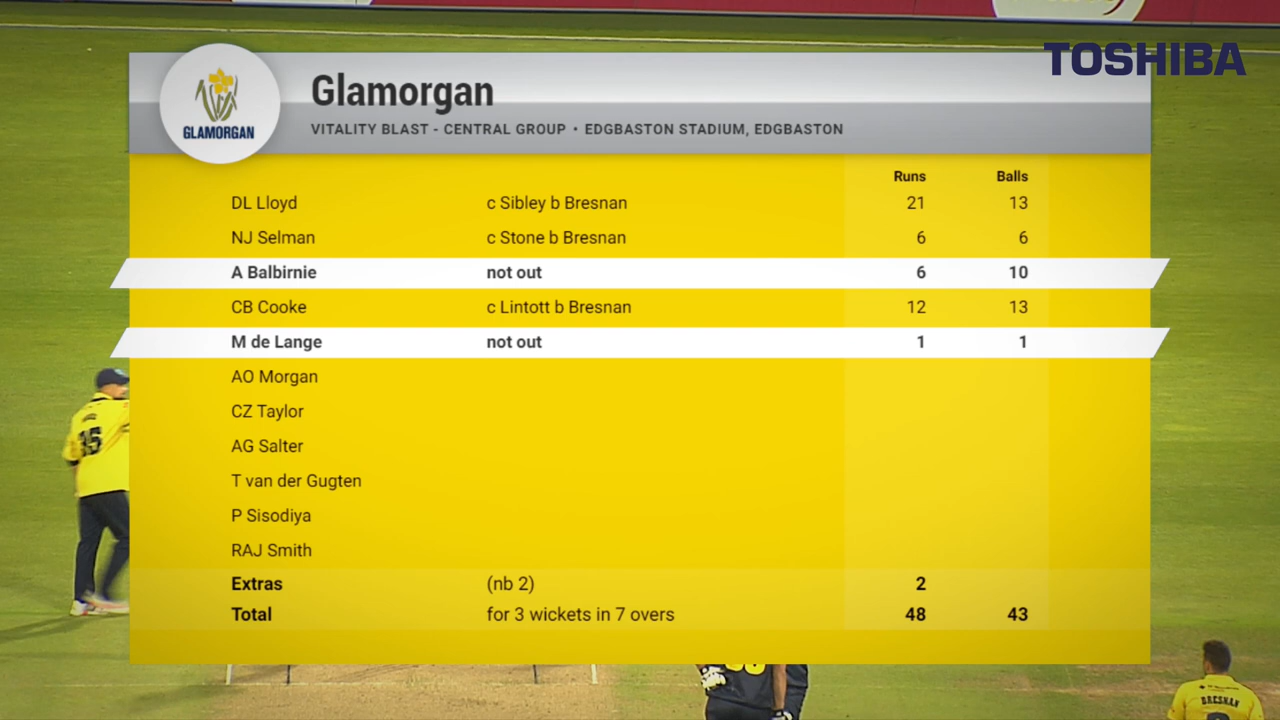 TOSHIBA
GLAMORGAN
Glamorgan
VITALITY BLAST - CENTRAL GROUP • EDGBASTON STADIUM, EDGBASTON
Runs Balls
DL Lloyd c Sibley b Bresnan 21 13
NJ Selman c Stone b Bresnan 6 6
A Balbirnie not out 6 10
CB Cooke c Lintott b Bresnan 12 13
M de Lange not out 1 1
AO Morgan
CZ Taylor
AG Salter
T van der Gugten
P Sisodiya
RAJ Smith
Extras (nb 2) 2
Total for 3 wickets in 7 overs 48 43
BRESNAN